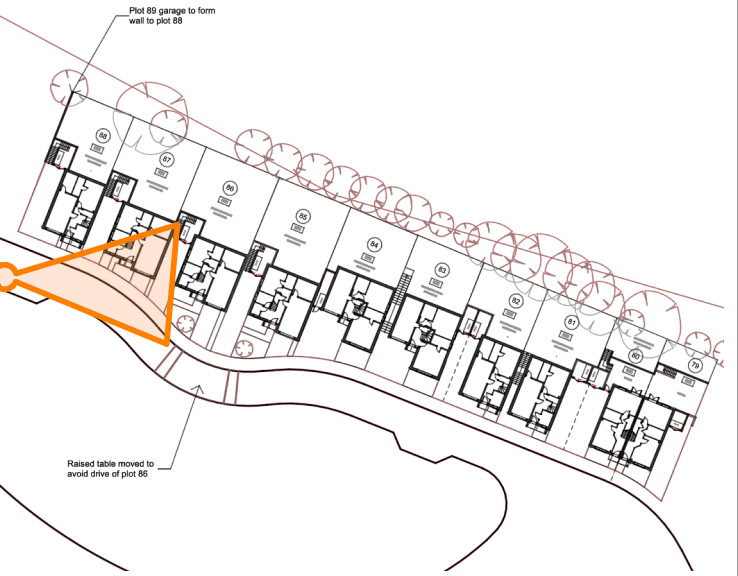 Plot 89 garage to form
wall to plot 88
88
87
86
85
84
83
82
81
80
79
Raised table moved to
avoid drive of plot 86